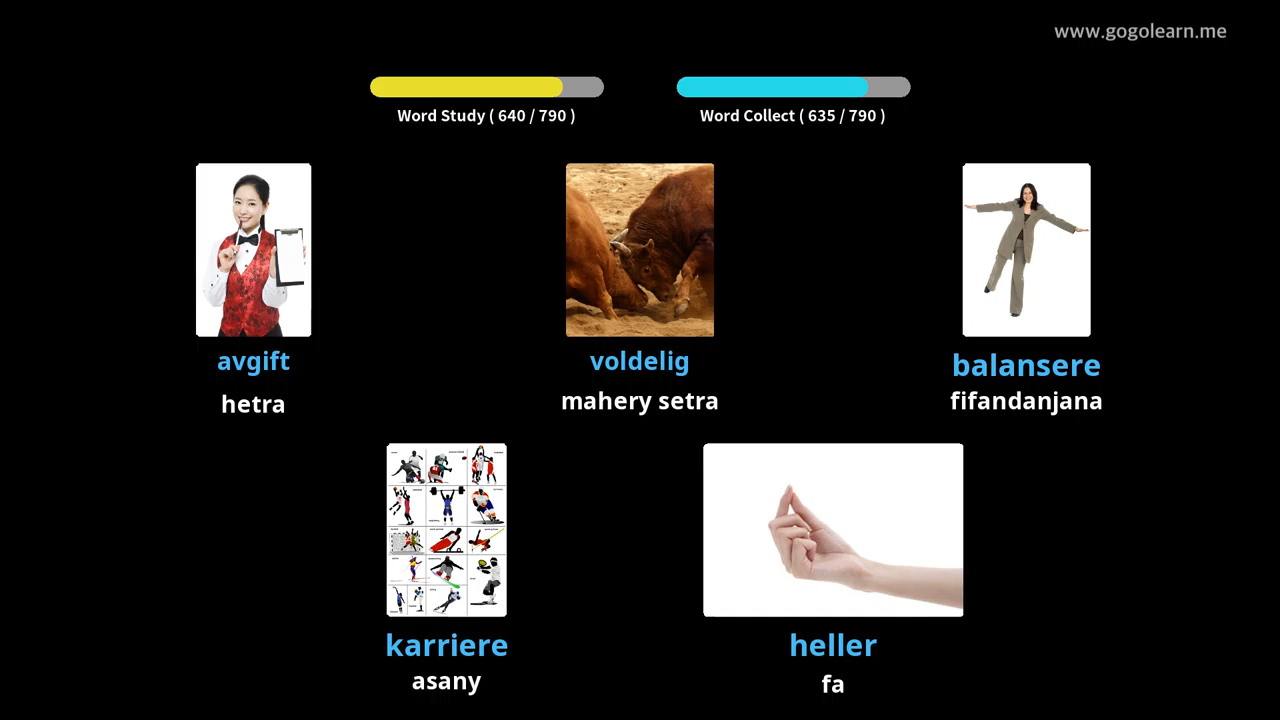 www.gogolearn.me
Word Study ( 640 / 790 )
Word Collect ( 635 / 790 )
avgift
hetra
voldelig
mahery setra
balansere
fifandanjana
karriere
asany
heller
fa